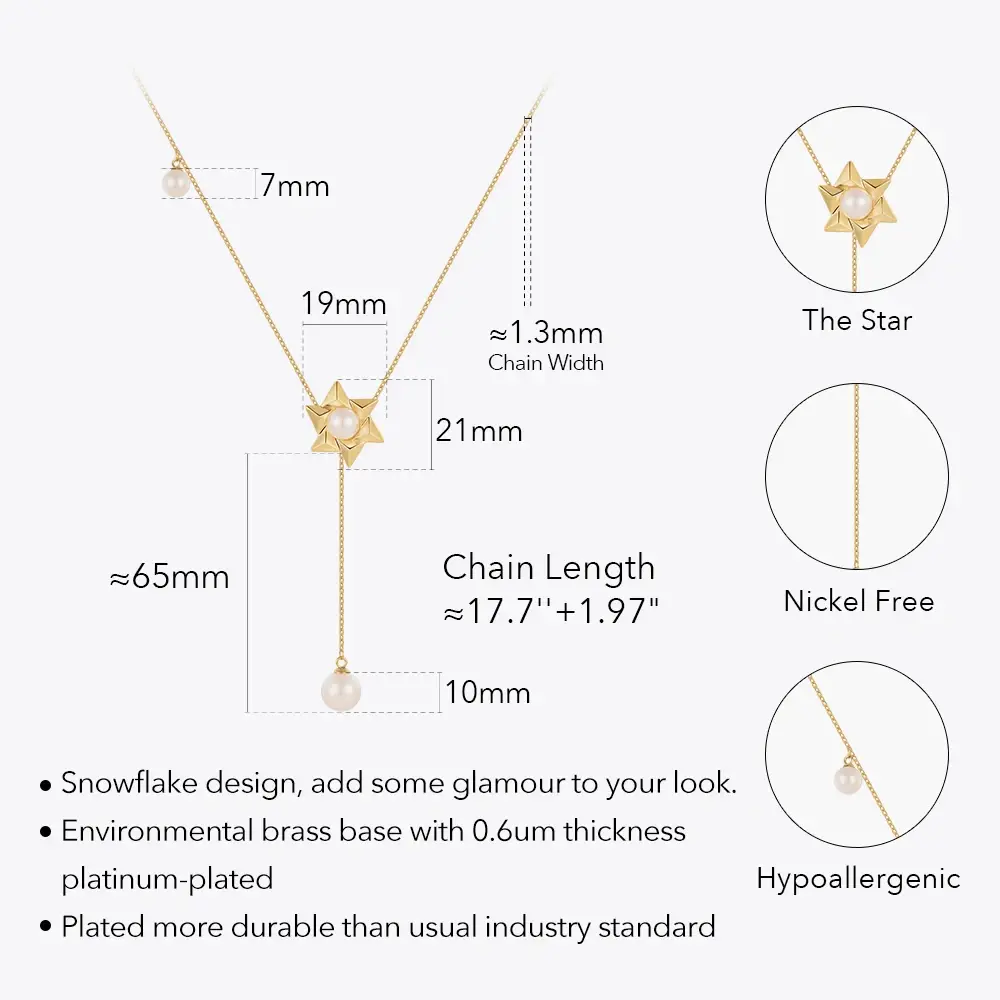 7mm
19mm
≈1.3mm
Chain Width
The Star
21mm
≈65mm
Chain Length
≈17.7''+1.97"
Nickel Free
10mm
• Snowflake design, add some glamour to your look.
• Environmental brass base with 0.6um thickness
platinum-plated
• Plated more durable than usual industry standard
Hypoallergenic